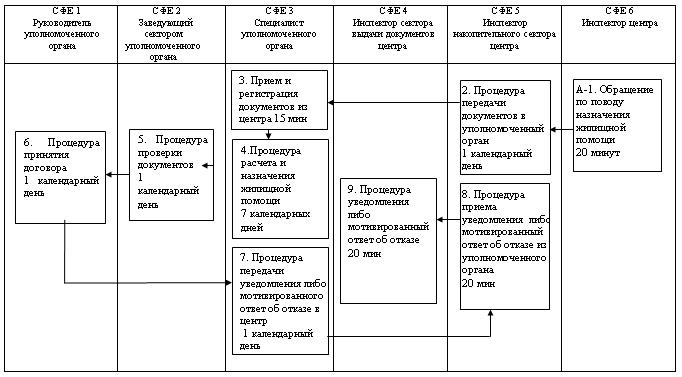 СФЕ 1
Руководитель
уполномоченного
органа
СФЕ 2
Заведующий
сектором
уполномоченного
органа
СФЕ 3
Специалист
уполномоченного
органа
СФЕ 4
Инспектор сектора
выдачи документов
центра
СФЕ 5
Инспектор
накопительного сектора
центра
СФЕ 6
Инспектор центра
3. Прием и
регистрация
документов из
центра 15 мин
2. Процедура
передачи
документов в
уполномоченный
орган
1 календарный
день
А-1. Обращение
по поводу
назначения
жилищной
помощи
20 минут
6. Процедура
принятия
договора
1 календарный
день
5. Процедура
проверки
документов
1
календарный
день
4.Процедура
расчета и
назначения
жилищной
помощи
7 календарных
дней
9. Процедура
уведомления
либо
мотивированный
ответ об отказе
20 мин
8. Процедура
приема
уведомления либо
мотивированный
ответ об отказе из
уполномоченного
органа
20 мин
7. Процедура
передачи
уведомления либо
мотивированного
ответ об отказе в
центр
1 календарный
день